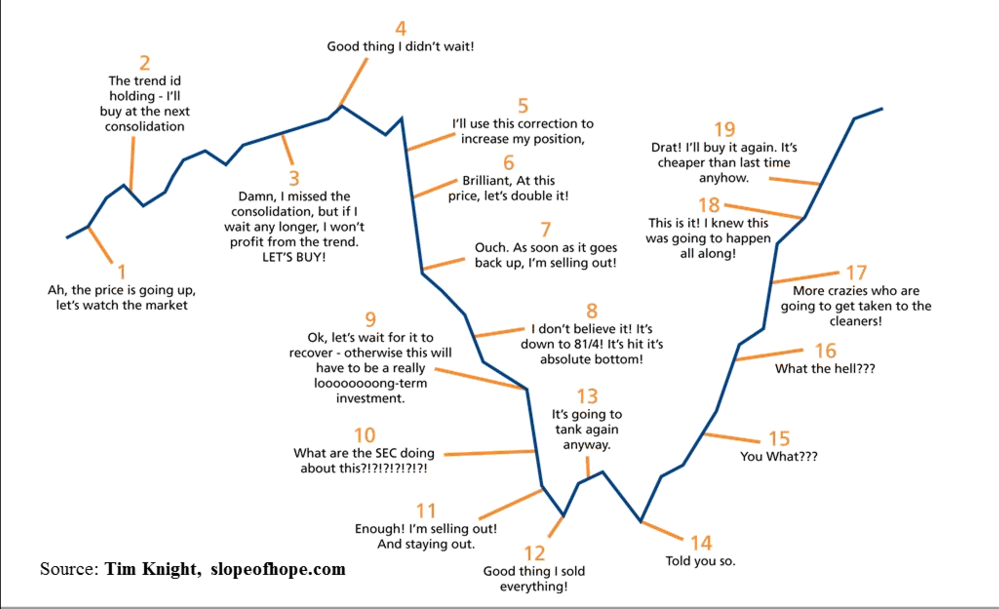 1
Ah, the price is going up,
let's watch the market
2
The trend id
holding - I'll
buy at the next
consolidation
3
Damn, I missed the
consolidation, but if I
wait any longer, I won't
profit from the trend.
LET'S BUY!
4
Good thing I didn't wait!
5
I'll use this correction to
increase my position,
6
Brilliant, At this
price, let's double it!
7
Ouch. As soon as it goes
back up, I'm selling out!
8
I don't believe it! It's
down to 81/4! It's hit it's
absolute bottom!
9
Ok, let's wait for it to
recover - otherwise this will
have to be a really
looooooooong-term
investment.
10
What are the SEC doing
about this?!?!?!?!?!?!
11
Enough! I'm selling out!
And staying out.
12
Good thing I sold
everything!
13
It's going to
tank again
anyway.
14
Told you so.
15
You What???
16
What the hell???
17
More crazies who are
going to get taken to the
cleaners!
18
This is it! I knew this
was going to happen
all along!
19
Drat! I'll buy it again. It's
cheaper than last time
anyhow.
Source: Tim Knight, slopeofhope.com